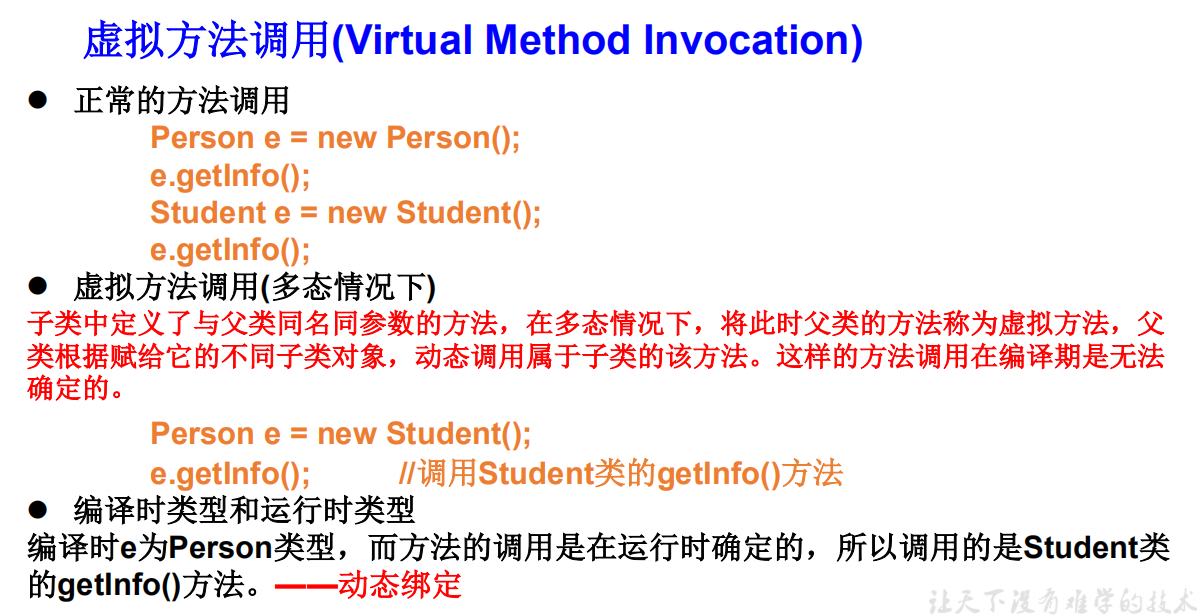 虚拟方法调用(Virtual Method Invocation)
● 正常的方法调用
Person e = new Person();
e.getInfo();
Student e = new Student();
e.getInfo();
● 虚拟方法调用(多态情况下)
子类中定义了与父类同名同参数的方法，在多态情况下，将此时父类的方法称为虚拟方法，父
类根据赋给它的不同子类对象，动态调用属于子类的该方法。这样的方法调用在编译期是无法
确定的。
Person e = new Student();
e.getInfo(); //调用Student类的getInfo()方法
● 编译时类型和运行时类型
编译时e为Person类型，而方法的调用是在运行时确定的，所以调用的是Student类
的getInfo()方法。——动态绑定
让天下没有难学的技术